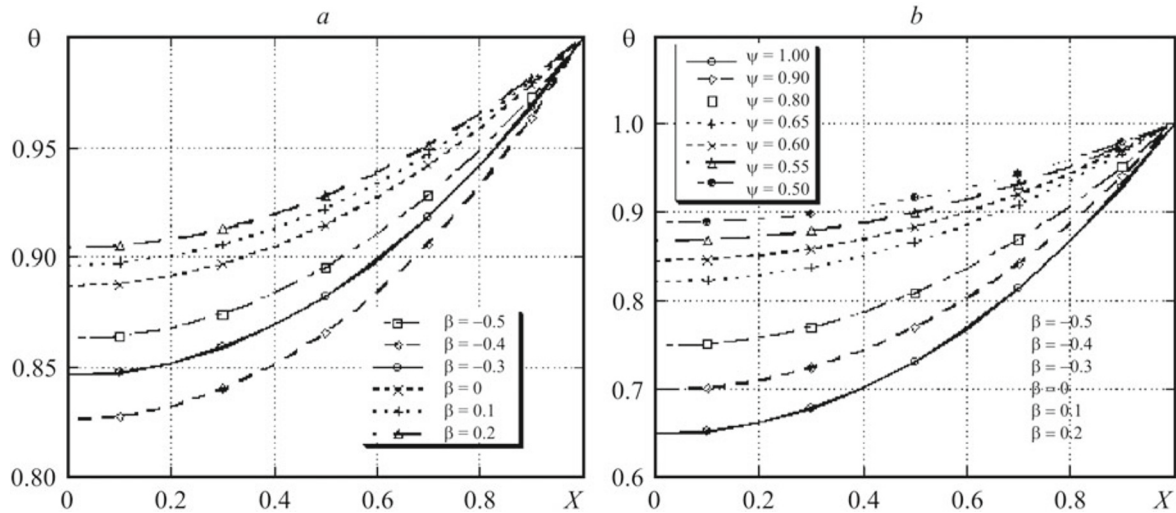 a
θ
0.95
0.90
0.85
0.80
0
0.2
0.4
0.6
0.8
X
β = –0.5
β = –0.4
β = –0.3
β = 0
β = 0.1
β = 0.2
b
θ
1.0
0.9
0.8
0.7
0.6
0
0.2
0.4
0.6
0.8
X
ψ = 1.00
ψ = 0.90
ψ = 0.80
ψ = 0.65
ψ = 0.60
ψ = 0.55
ψ = 0.50
β = –0.5
β = –0.4
β = –0.3
β = 0
β = 0.1
β = 0.2